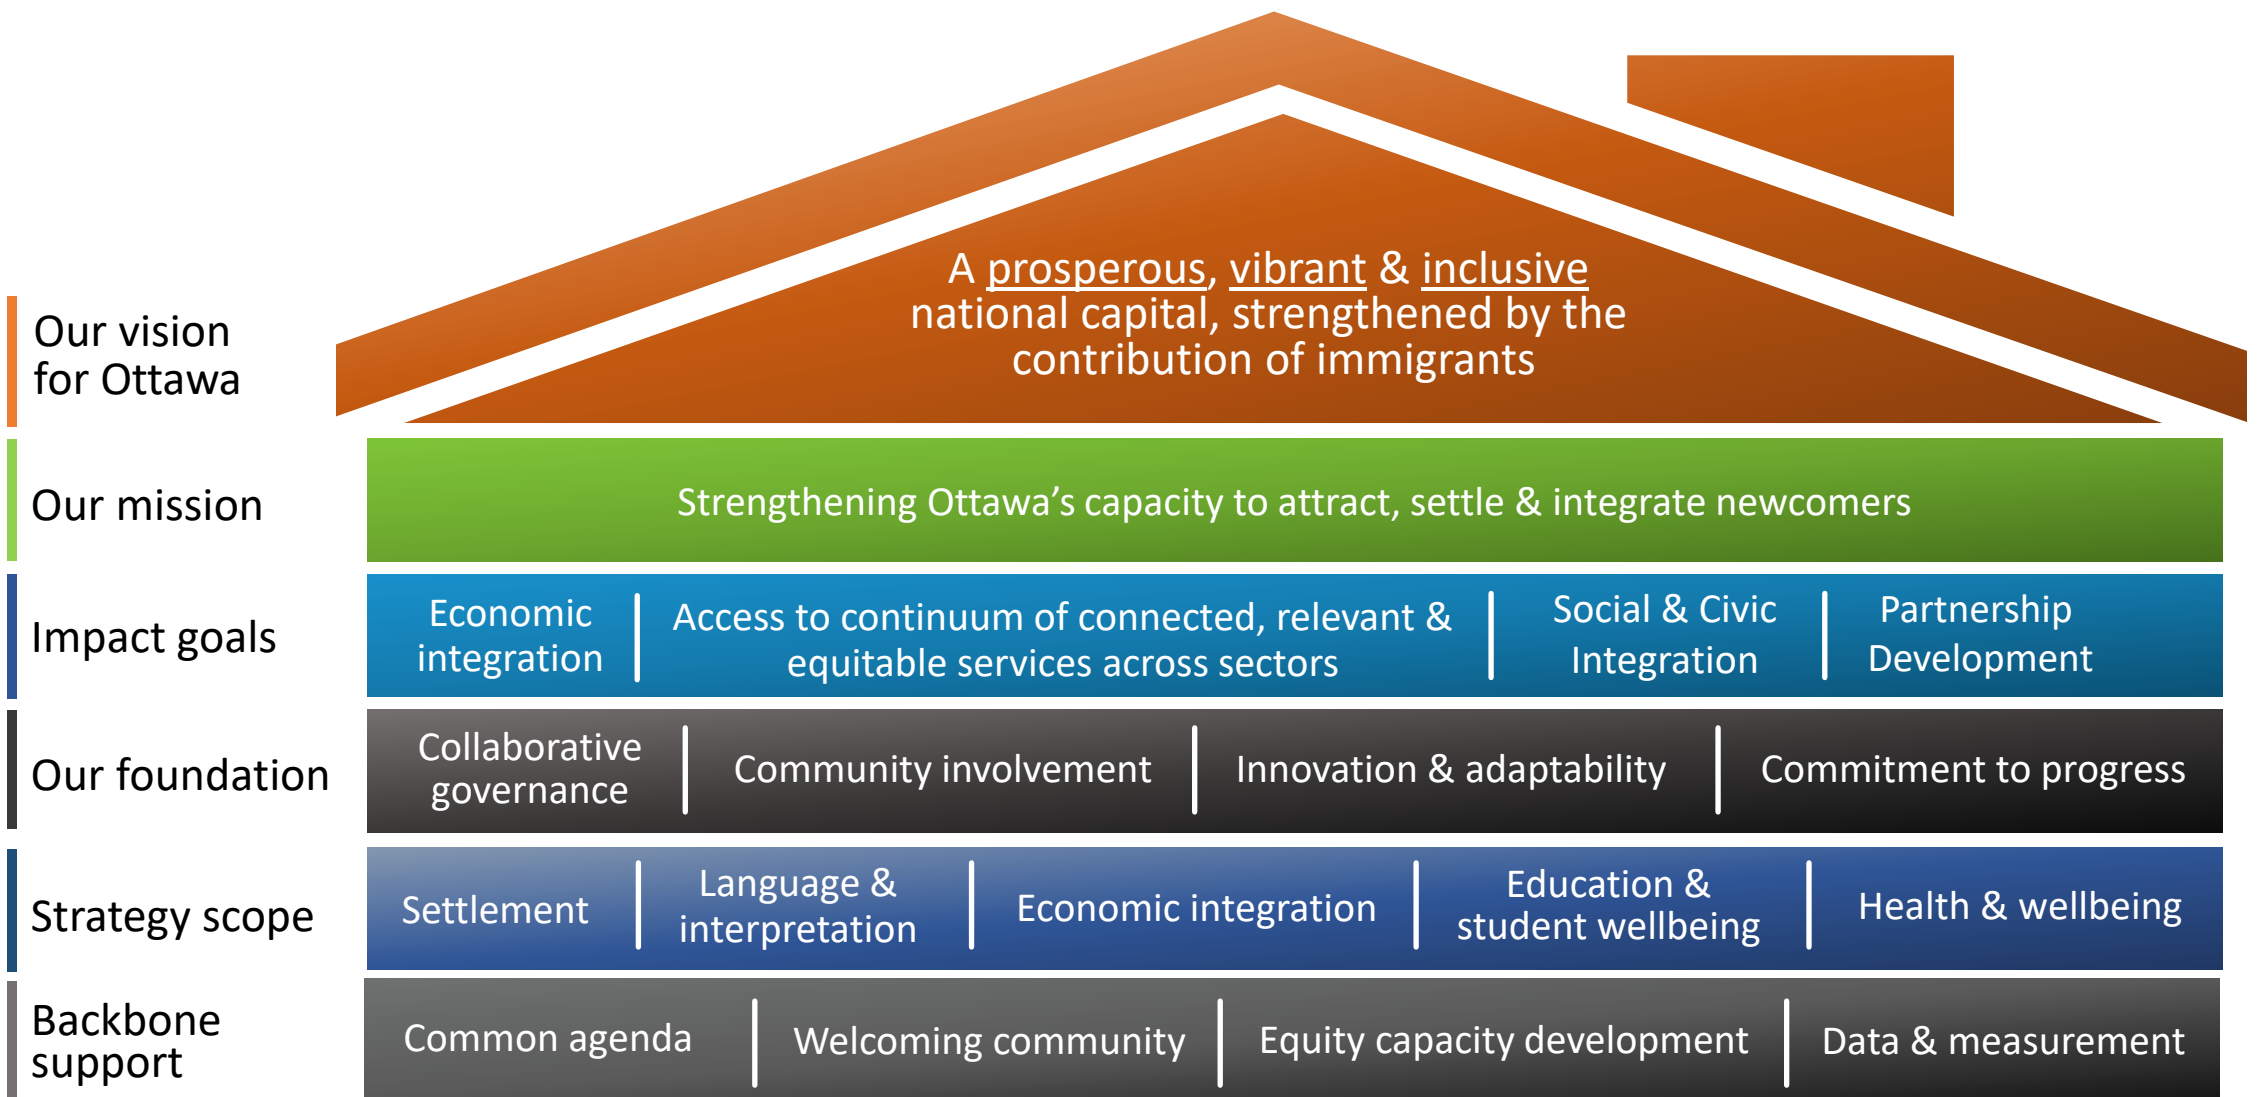 A prosperous, vibrant & inclusive
national capital, strengthened by the
contribution of immigrants
Our vision
for Ottawa
Our mission
Strengthening Ottawa’s capacity to attract, settle & integrate newcomers
Impact goals
Economic
integration
Access to continuum of connected, relevant &
equitable services across sectors
Social & Civic
Integration
Partnership
Development
Our foundation
Collaborative
governance
Community involvement
Innovation & adaptability
Commitment to progress
Strategy scope
Settlement
Language &
interpretation
Economic integration
Education &
student wellbeing
Health & wellbeing
Backbone
support
Common agenda
Welcoming community
Equity capacity development
Data & measurement